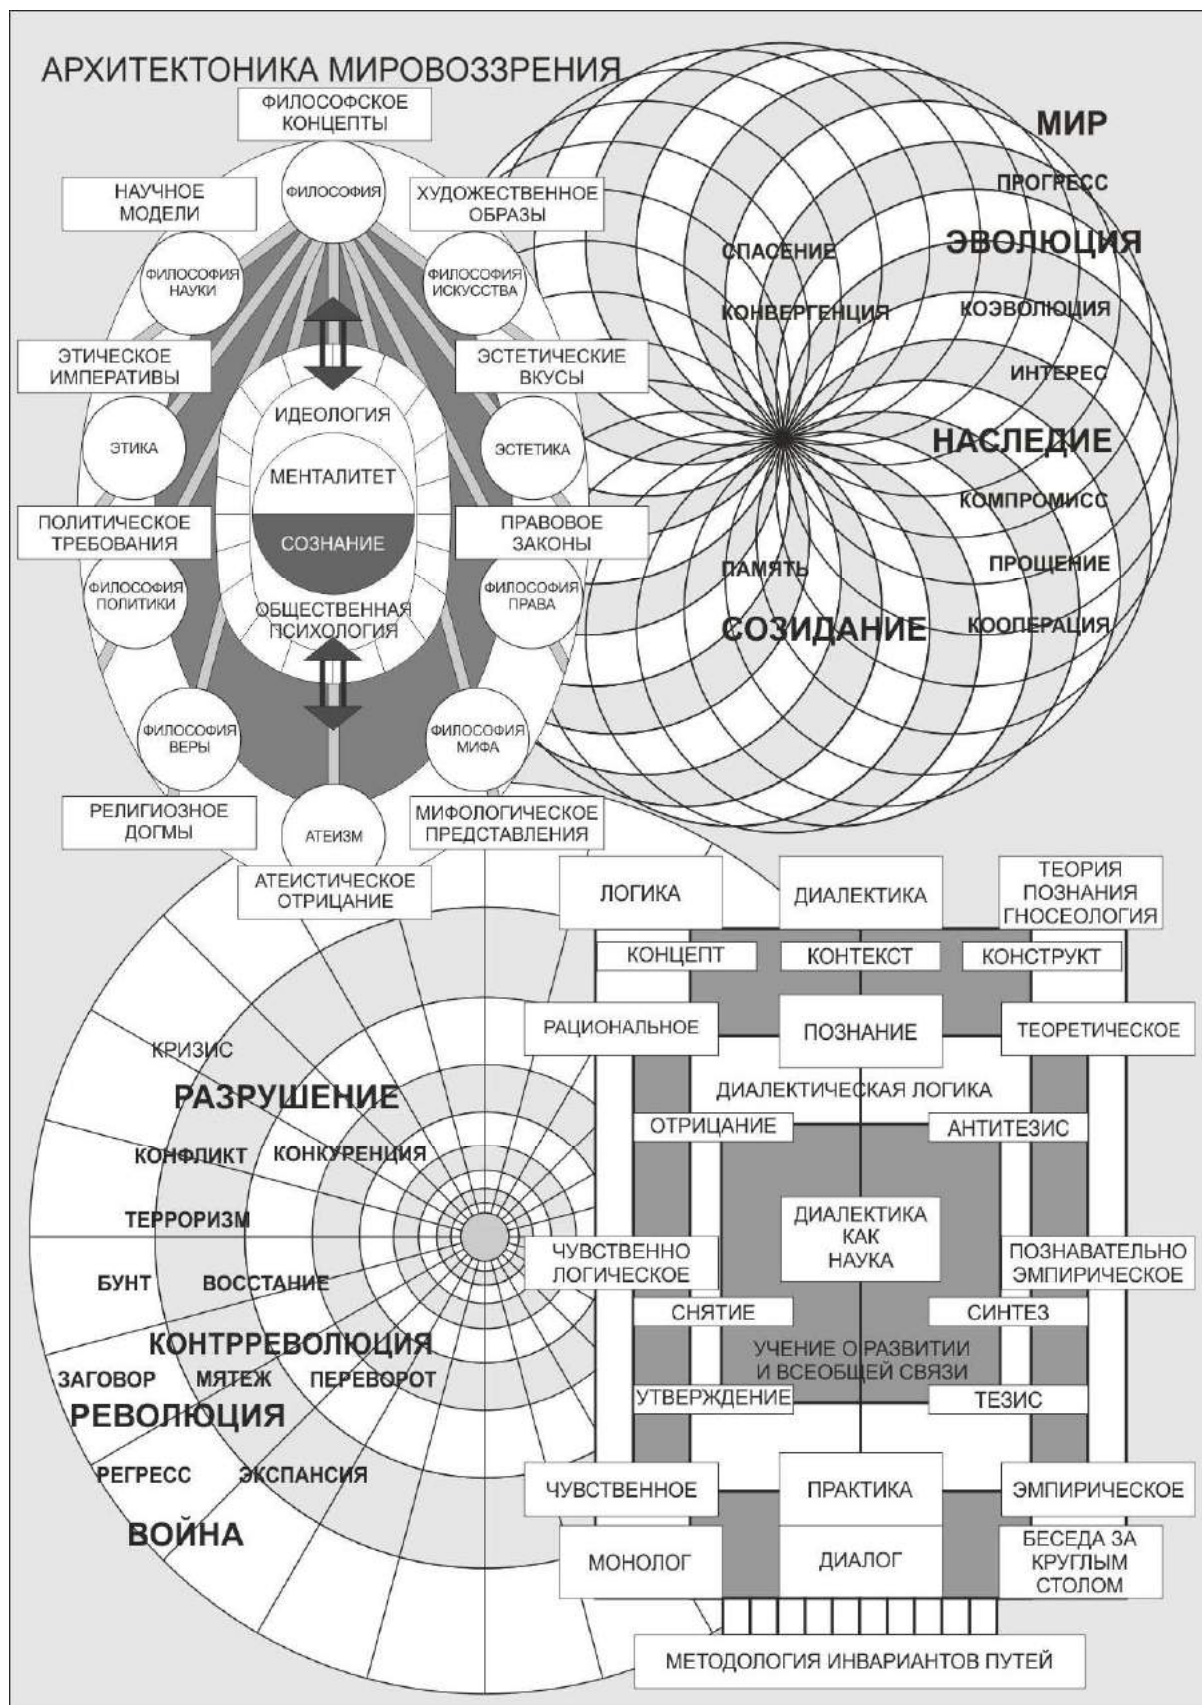 АРХИТЕКТОНИКА МИРОВОЗЗРЕНИЯ
ФИЛОСОФСКОЕ
КОНЦЕПТЫ
ФИЛОСОФИЯ
НАУЧНОЕ
МОДЕЛИ
ХУДОЖЕСТВЕННОЕ
ОБРАЗЫ
ФИЛОСОФИЯ
НАУКИ
ФИЛОСОФИЯ
ИСКУССТВА
ЭТИЧЕСКОЕ
ИМПЕРАТИВЫ
ЭСТЕТИЧЕСКИЕ
ВКУСЫ
ИДЕОЛОГИЯ
ЭТИКА
ЭСТЕТИКА
МЕНТАЛИТЕТ
СОЗНАНИЕ
ПОЛИТИЧЕСКОЕ
ТРЕБОВАНИЯ
ПРАВОВОЕ
ЗАКОНЫ
ФИЛОСОФИЯ
ПОЛИТИКИ
ФИЛОСОФИЯ
ПРАВА
ОБЩЕСТВЕННАЯ
ПСИХОЛОГИЯ
ФИЛОСОФИЯ
ВЕРЫ
ФИЛОСОФИЯ
МИФА
РЕЛИГИОЗНОЕ
ДОГМЫ
МИФОЛОГИЧЕСКОЕ
ПРЕДСТАВЛЕНИЯ
АТЕИЗМ
АТЕИСТИЧЕСКОЕ
ОТРИЦАНИЕ
МИР
ПРОГРЕСС
ЭВОЛЮЦИЯ
СПАСЕНИЕ
КОНВЕРГЕНЦИЯ
КОЭВОЛЮЦИЯ
ИНТЕРЕС
НАСЛЕДИЕ
КОМПРОМИСС
ПРОЩЕНИЕ
ПАМЯТЬ
СОЗИДАНИЕ
КООПЕРАЦИЯ
КРИЗИС
РАЗРУШЕНИЕ
КОНФЛИКТ
КОНКУРЕНЦИЯ
ТЕРРОРИЗМ
БУНТ
ВОССТАНИЕ
КОНТРРЕВОЛЮЦИЯ
ЗАГОВОР
МЯТЕЖ
ПЕРЕВОРОТ
РЕВОЛЮЦИЯ
РЕГРЕСС
ЭКСПАНСИЯ
ВОЙНА
ЛОГИКА
ДИАЛЕКТИКА
ТЕОРИЯ
ПОЗНАНИЯ
ГНОСЕОЛОГИЯ
КОНЦЕПТ
КОНТЕКСТ
КОНСТРУКТ
РАЦИОНАЛЬНОЕ
ПОЗНАНИЕ
ТЕОРЕТИЧЕСКОЕ
ДИАЛЕКТИЧЕСКАЯ ЛОГИКА
ОТРИЦАНИЕ
АНТИТЕЗИС
ДИАЛЕКТИКА
КАК
НАУКА
ЧУВСТВЕННО
ЛОГИЧЕСКОЕ
ПОЗНАВАТЕЛЬНО
ЭМПИРИЧЕСКОЕ
СНЯТИЕ
СИНТЕЗ
УЧЕНИЕ О РАЗВИТИИ
И ВСЕОБЩЕЙ СВЯЗИ
УТВЕРЖДЕНИЕ
ТЕЗИС
ЧУВСТВЕННОЕ
ПРАКТИКА
ЭМПИРИЧЕСКОЕ
МОНОЛОГ
ДИАЛОГ
БЕСЕДА ЗА
КРУГЛЫМ
СТОЛОМ
МЕТОДОЛОГИЯ ИНВАРИАНТОВ ПУТЕЙ